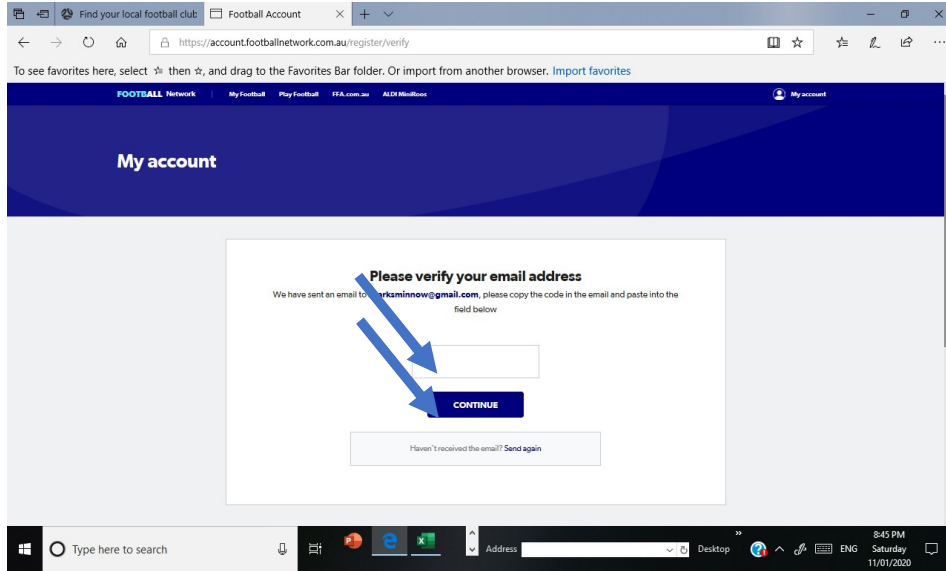 Find your local football club
Football Account
https://account.footballnetwork.com.au/register/verify
To see favorites here, select then , and drag to the Favorites Bar folder. Or import from another browser. Import favorites
FOOTBALL Network | My Football Play Football FFA.com.au ALDI MiniRoos My account
My account
Please verify your email address
We have sent an email to arksminnow@gmail.com, please copy the code in the email and paste into the
field below
CONTINUE
Haven't received the email? Send again
Type here to search
Address
Desktop
ENG
8:45 PM
Saturday
11/01/2020